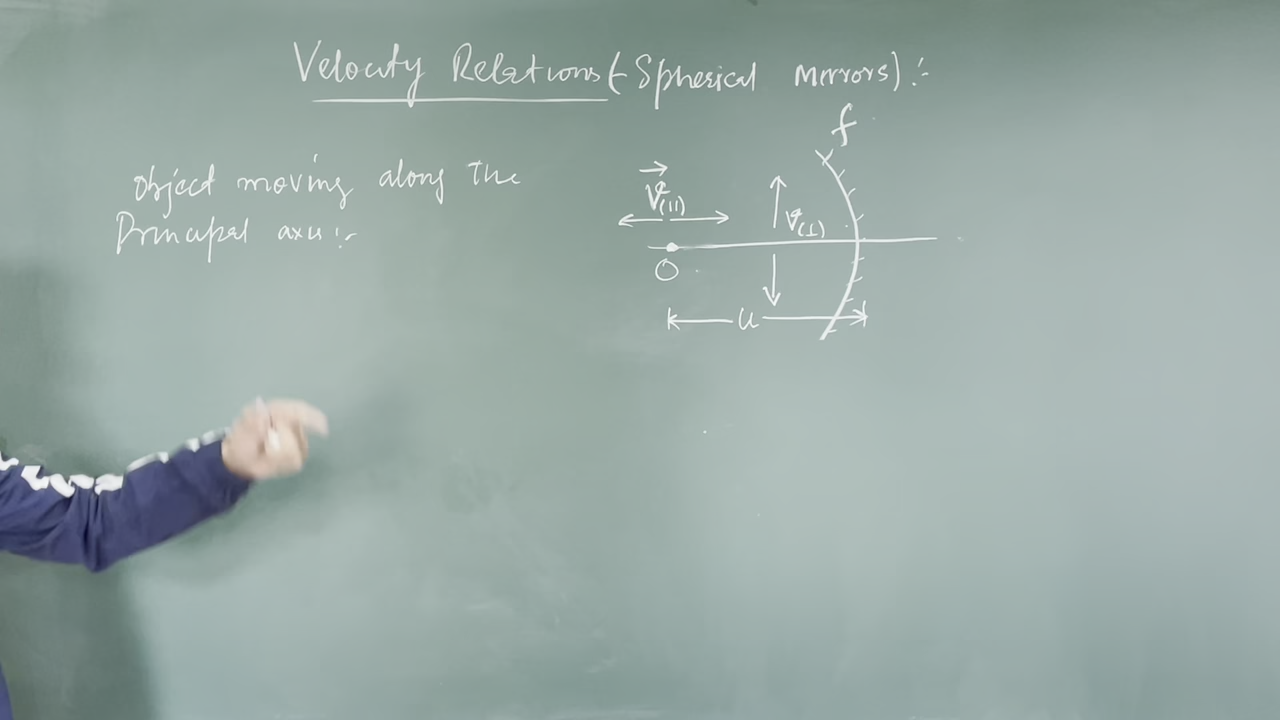 Velocity Relations (Spherical Mirrors) :-
f
object moving along the
Principal axis :-
V(||)
V(⊥)
O
u